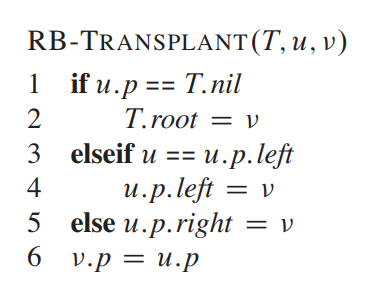 RB-TRANSPLANT(T, u, v)
1 if u.p == T.nil
2 T.root = v
3 elseif u == u.p.left
4 u.p.left = v
5 else u.p.right = v
6 v.p = u.p